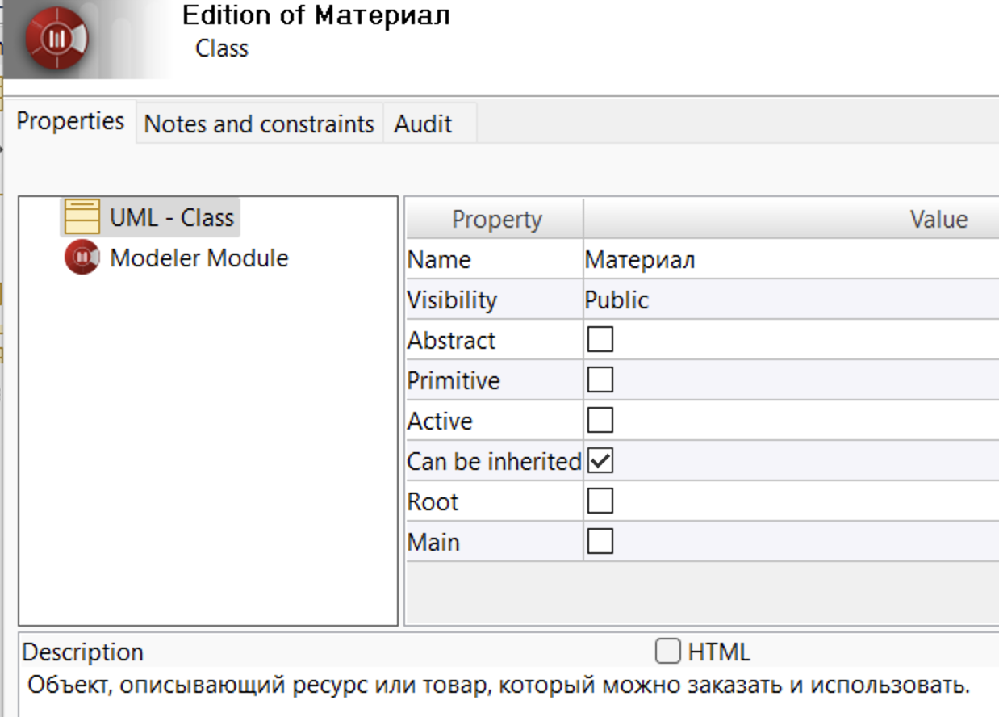 Edition of Материал
Class
Properties Notes and constraints Audit
UML - Class
Modeler Module
Property Value
Name Материал
Visibility Public
Abstract
Primitive
Active
Can be inherited
Root
Main
Description HTML
Объект, описывающий ресурс или товар, который можно заказать и использовать.